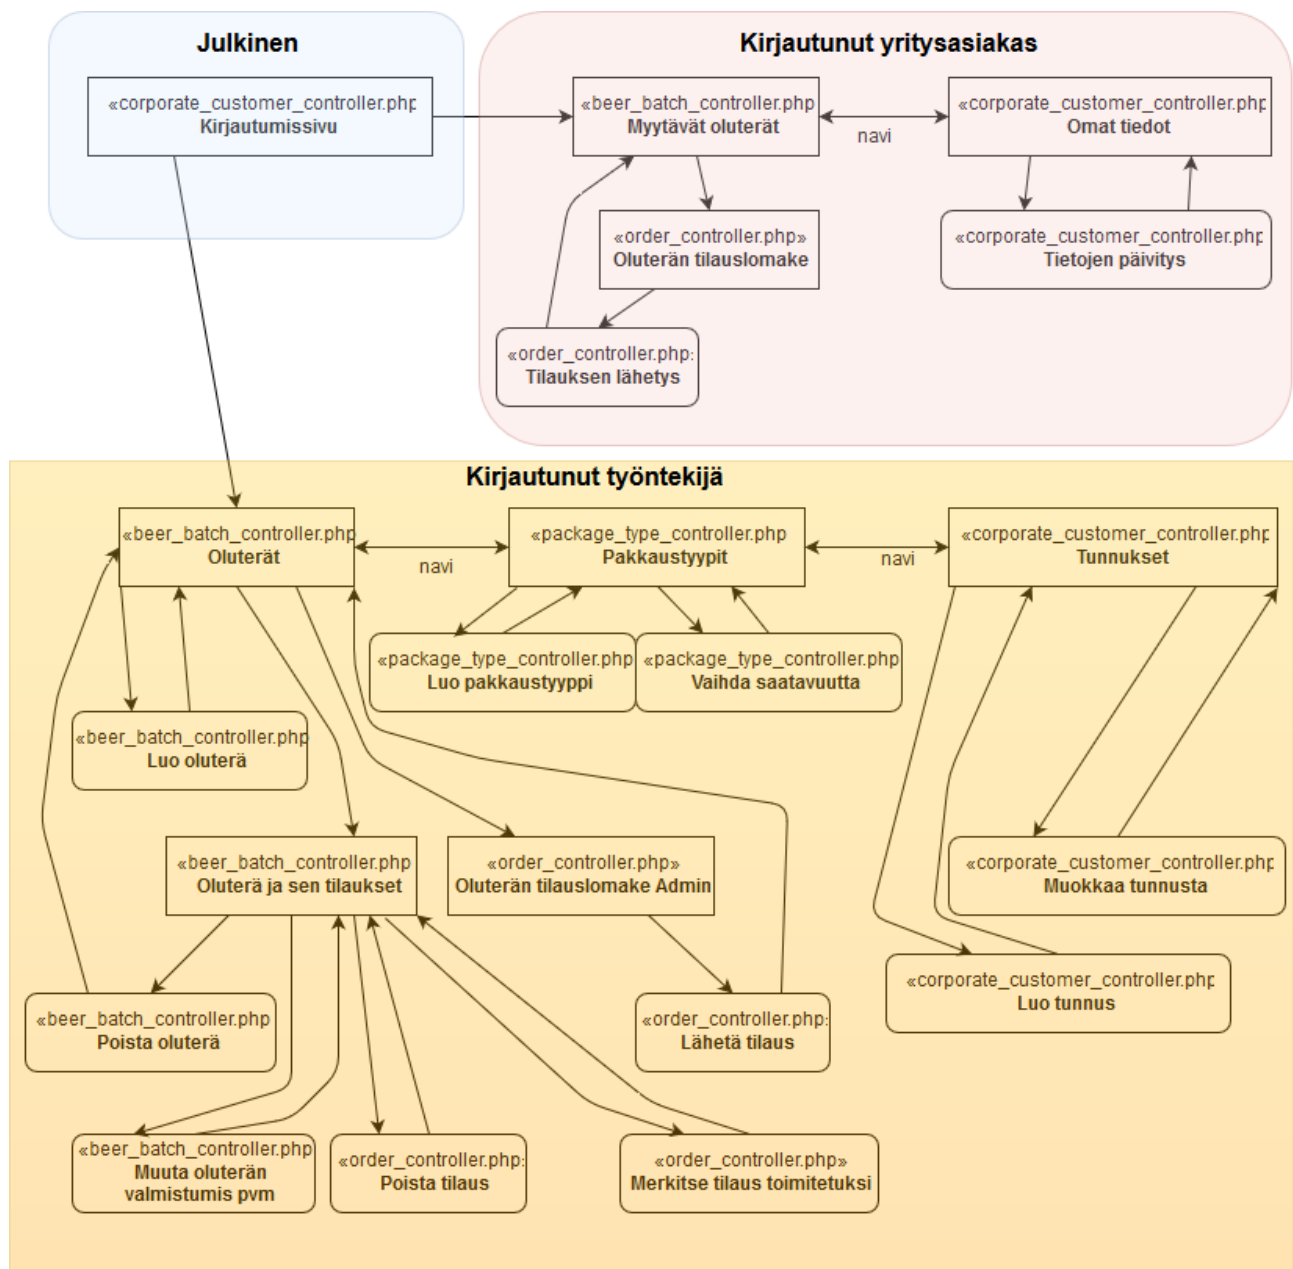 Julkinen
«corporate_customer_controller.php
Kirjautumissivu
Kirjautunut yritysasiakas
«beer_batch_controller.php
Myytävät oluterät
navi
«corporate_customer_controller.php
Omat tiedot
«order_controller.php»
Oluterän tilauslomake
«corporate_customer_controller.php
Tietojen päivitys
«order_controller.php:
Tilauksen lähetys
Kirjautunut työntekijä
«beer_batch_controller.php
Oluterät
navi
«package_type_controller.php
Pakkaustyypit
navi
«corporate_customer_controller.php
Tunnukset
«package_type_controller.php
Luo pakkaustyyppi
«package_type_controller.php
Vaihda saatavuutta
«beer_batch_controller.php
Luo oluterä
«beer_batch_controller.php
Oluterä ja sen tilaukset
«order_controller.php»
Oluterän tilauslomake Admin
«corporate_customer_controller.php
Muokkaa tunnusta
«corporate_customer_controller.php
Luo tunnus
«beer_batch_controller.php
Poista oluterä
«order_controller.php:
Lähetä tilaus
«beer_batch_controller.php
Muuta oluterän
valmistumis pvm
«order_controller.php:
Poista tilaus
«order_controller.php»
Merkitse tilaus toimitetuksi